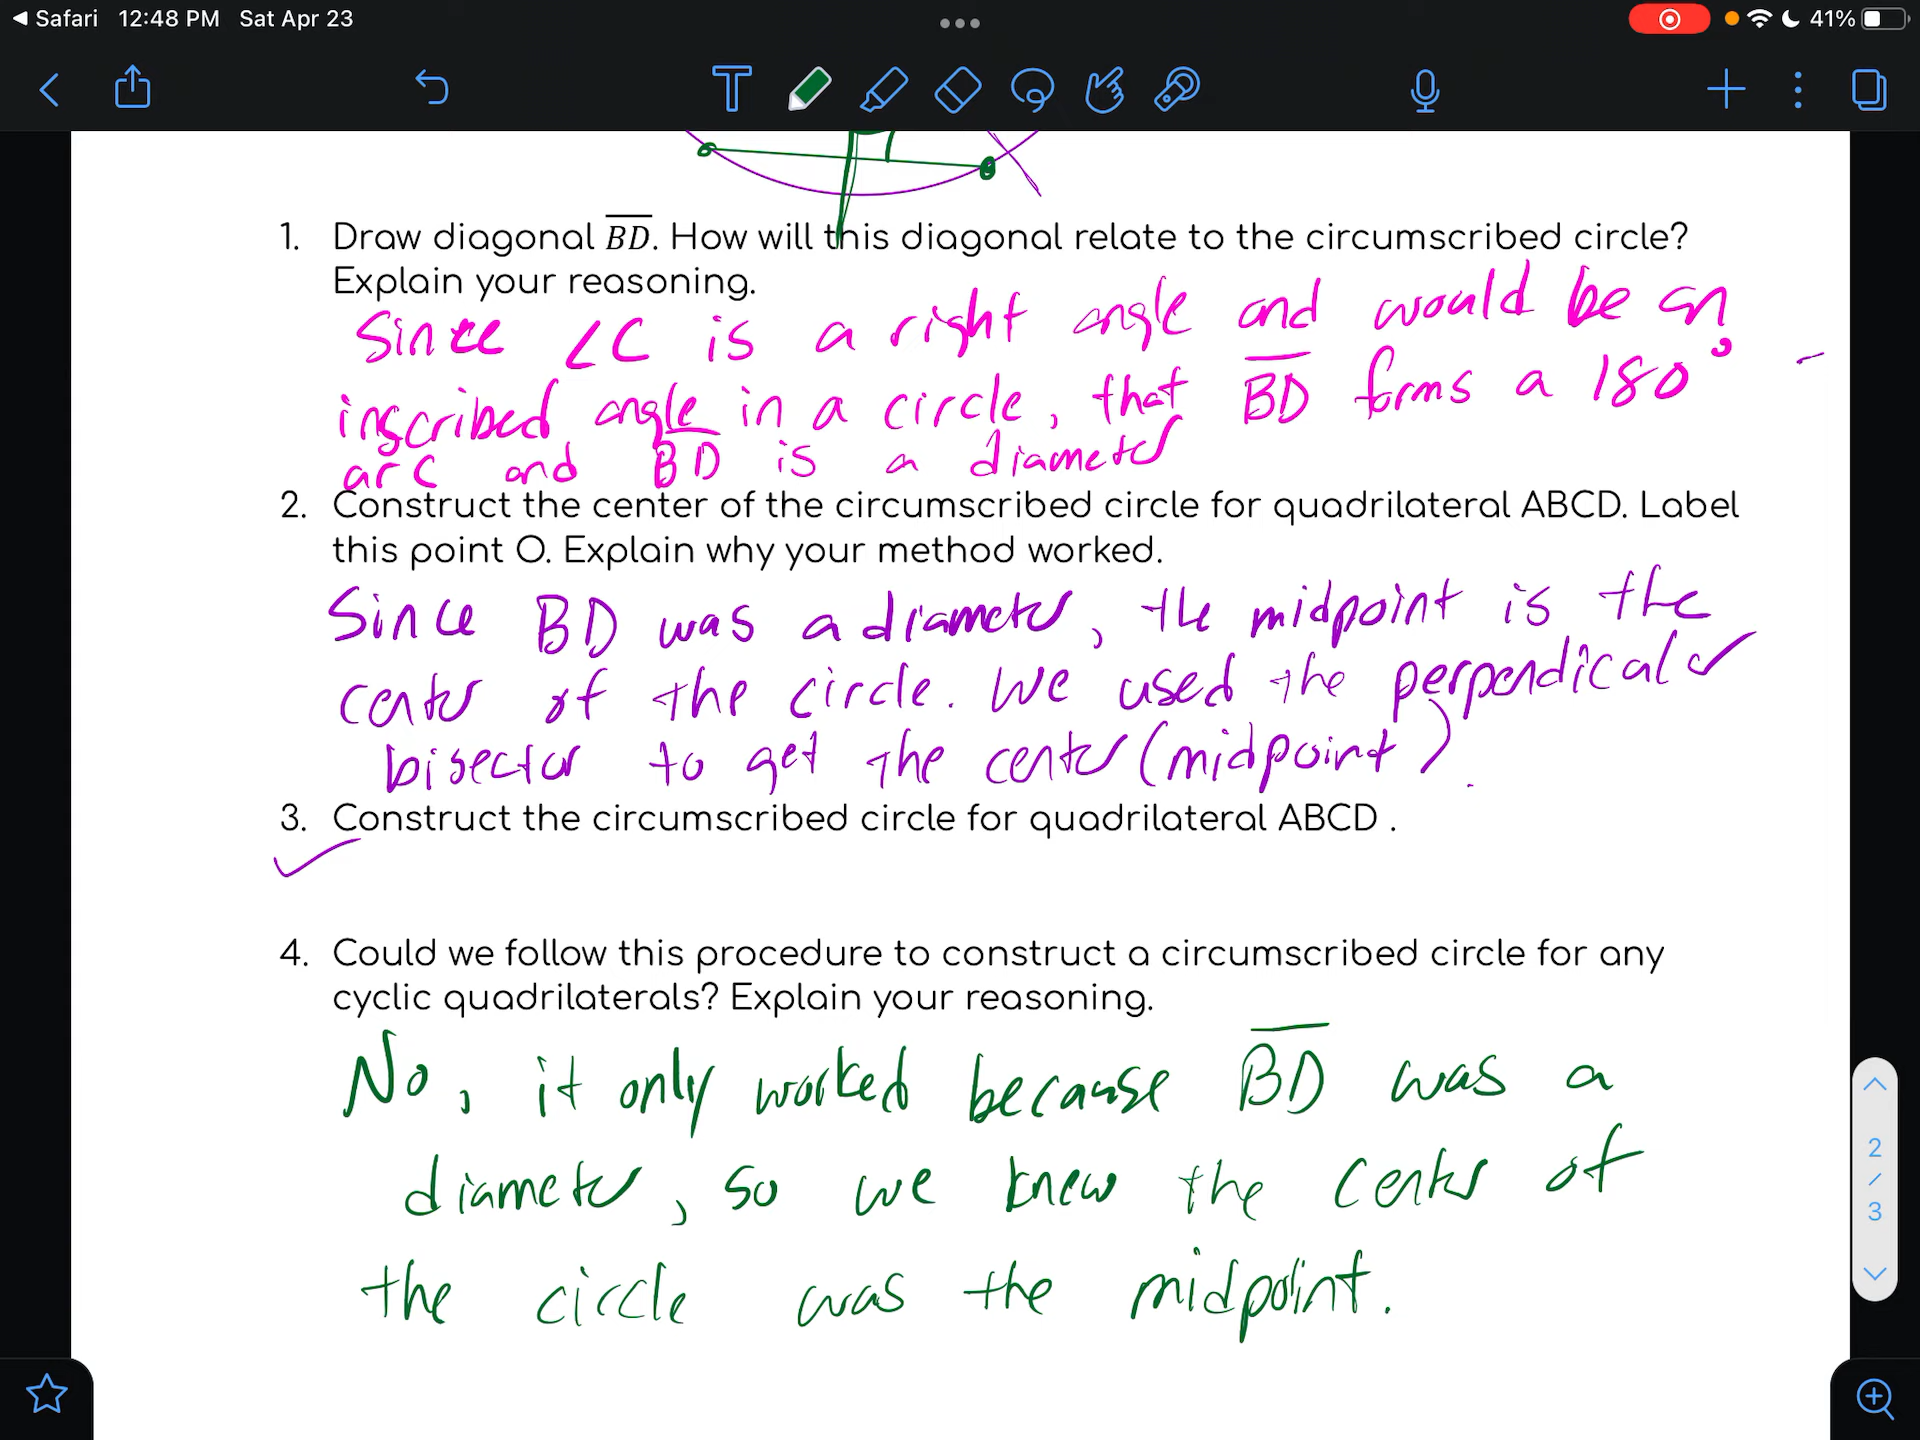 Safari 12:48 PM Sat Apr 23 41%
1. Draw diagonal BD. How will this diagonal relate to the circumscribed circle?
Explain your reasoning.
Since ∠C is a right angle and would be an
inscribed angle in a circle, that BD forms a 180°
arc and BD is a diameter
2. Construct the center of the circumscribed circle for quadrilateral ABCD. Label
this point O. Explain why your method worked.
Since BD was a diameter, the midpoint is the
center of the circle. We used the perpendicular
bisector to get the center (midpoint).
3. Construct the circumscribed circle for quadrilateral ABCD .
4. Could we follow this procedure to construct a circumscribed circle for any
cyclic quadrilaterals? Explain your reasoning.
No, it only worked because BD was a
diameter, so we knew the center of
the circle was the midpoint.
2
/
3